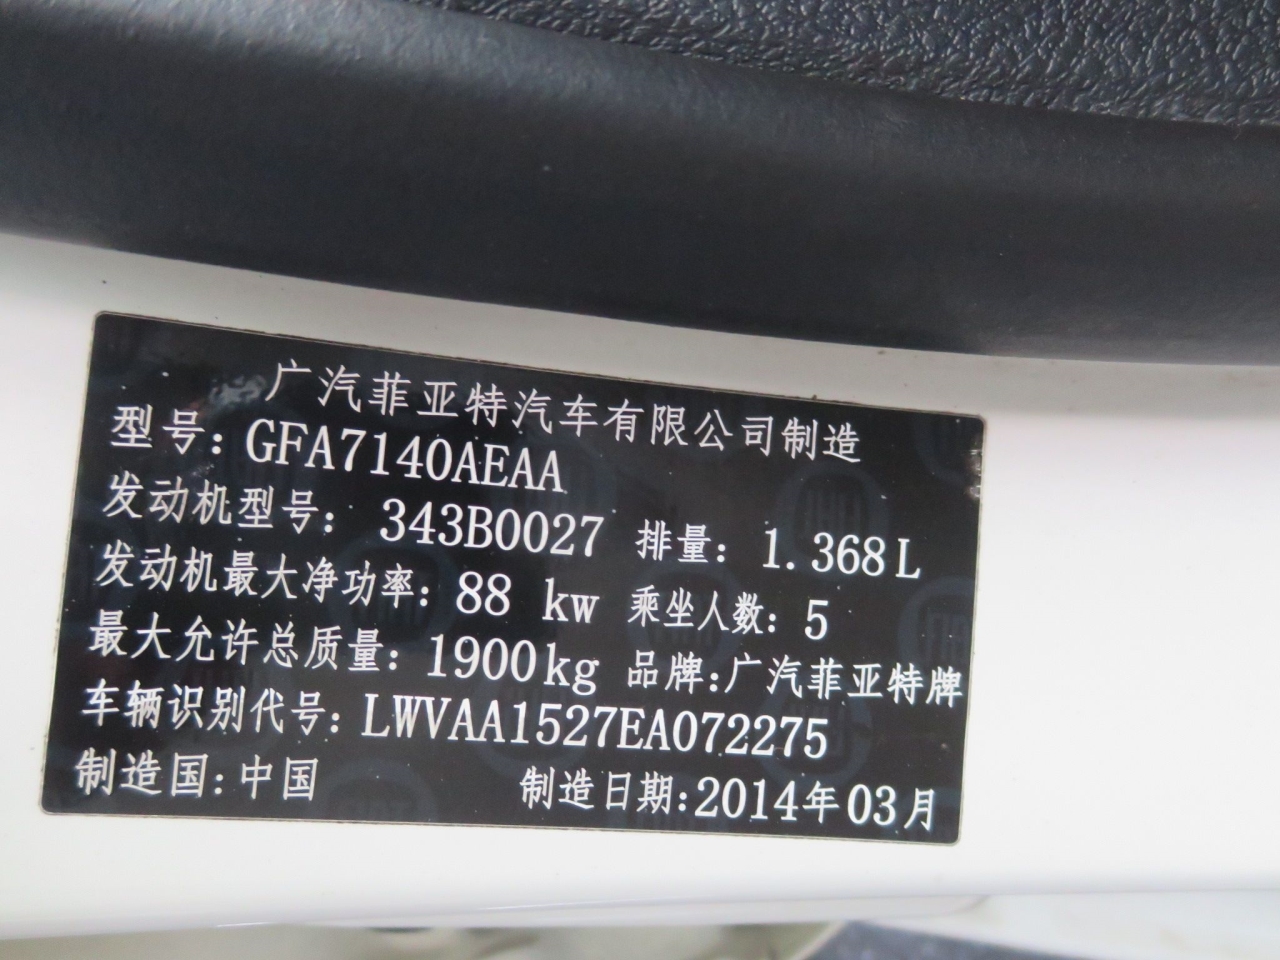 广汽菲亚特汽车有限公司制造
型号：GFA7140AEAA
发动机型号：343B0027 排量：1.368L
发动机最大净功率：88 kw 乘坐人数：5
最大允许总质量：1900kg 品牌：广汽菲亚特牌
车辆识别代号：LWVAA1527EA072275
制造国：中国 制造日期：2014年03月